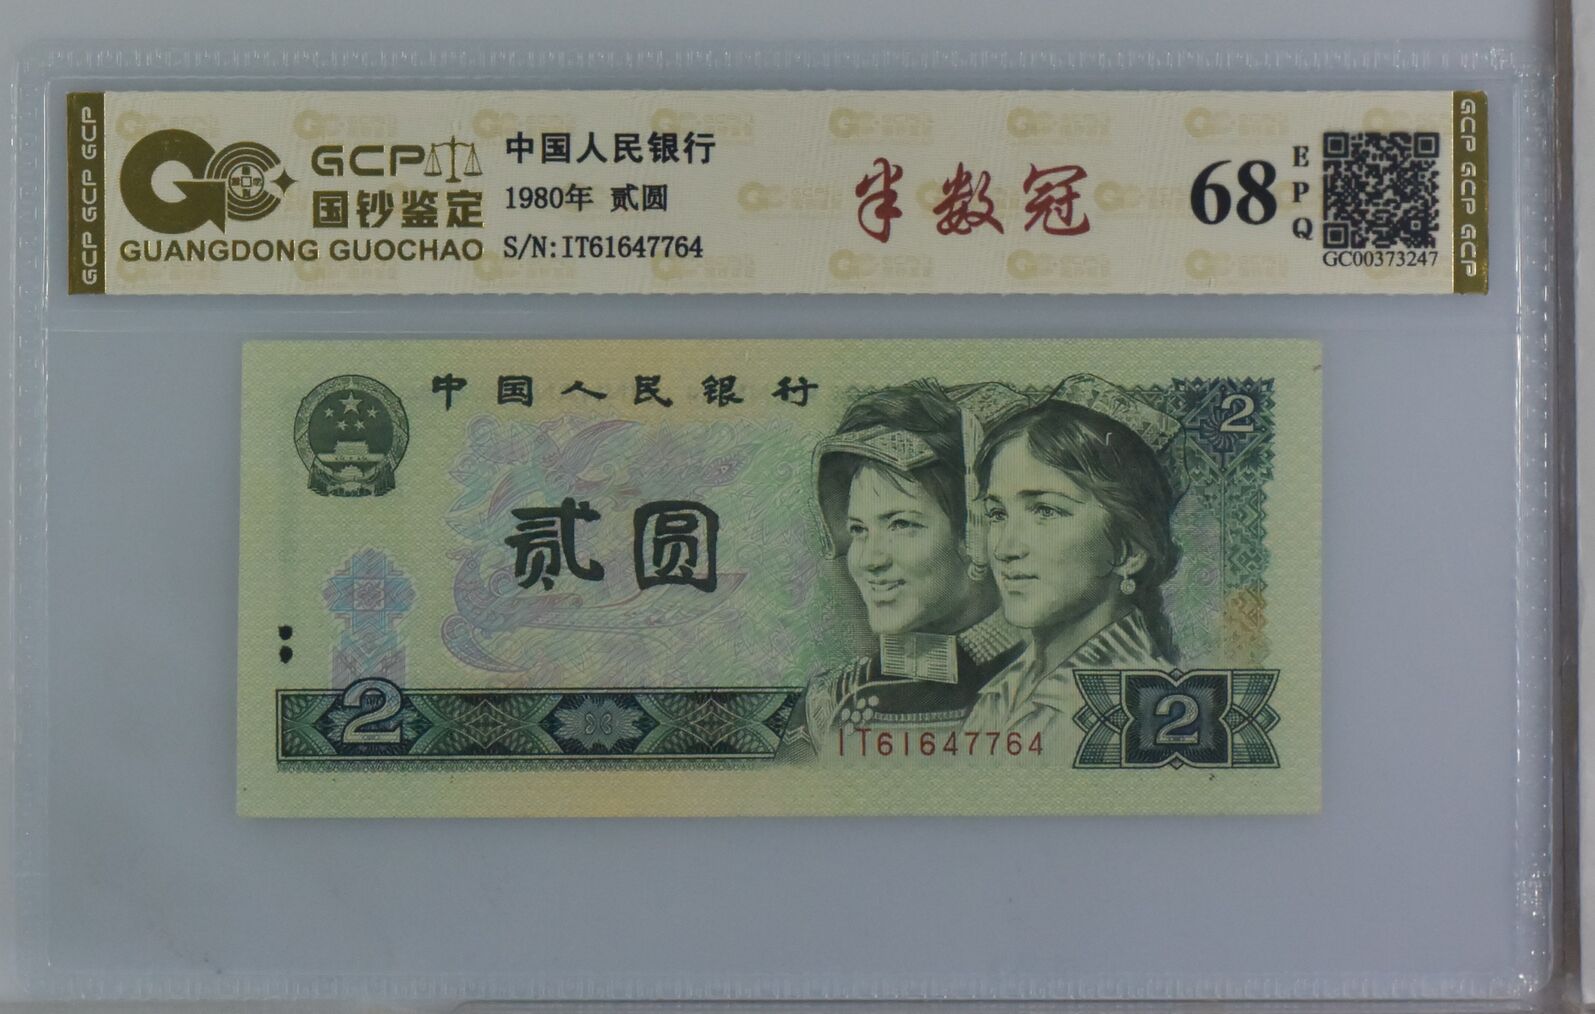 GCP GCP GCP
GCP
国钞鉴定
GUANGDONG GUOCHAO
中国人民银行
1980年 贰圆
S/N:IT61647764
半数冠
68
EPQ
GC00373247
GCP GCP GCP
中国人民银行
2
贰圆
2
IT61647764
2